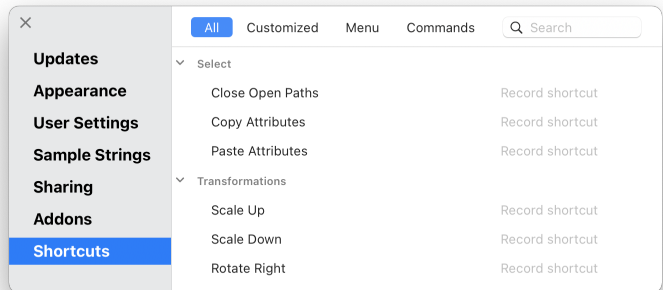 All Customized Menu Commands Search
Updates
Appearance
User Settings
Sample Strings
Sharing
Addons
Shortcuts
Select
Close Open Paths Record shortcut
Copy Attributes Record shortcut
Paste Attributes Record shortcut
Transformations
Scale Up Record shortcut
Scale Down Record shortcut
Rotate Right Record shortcut